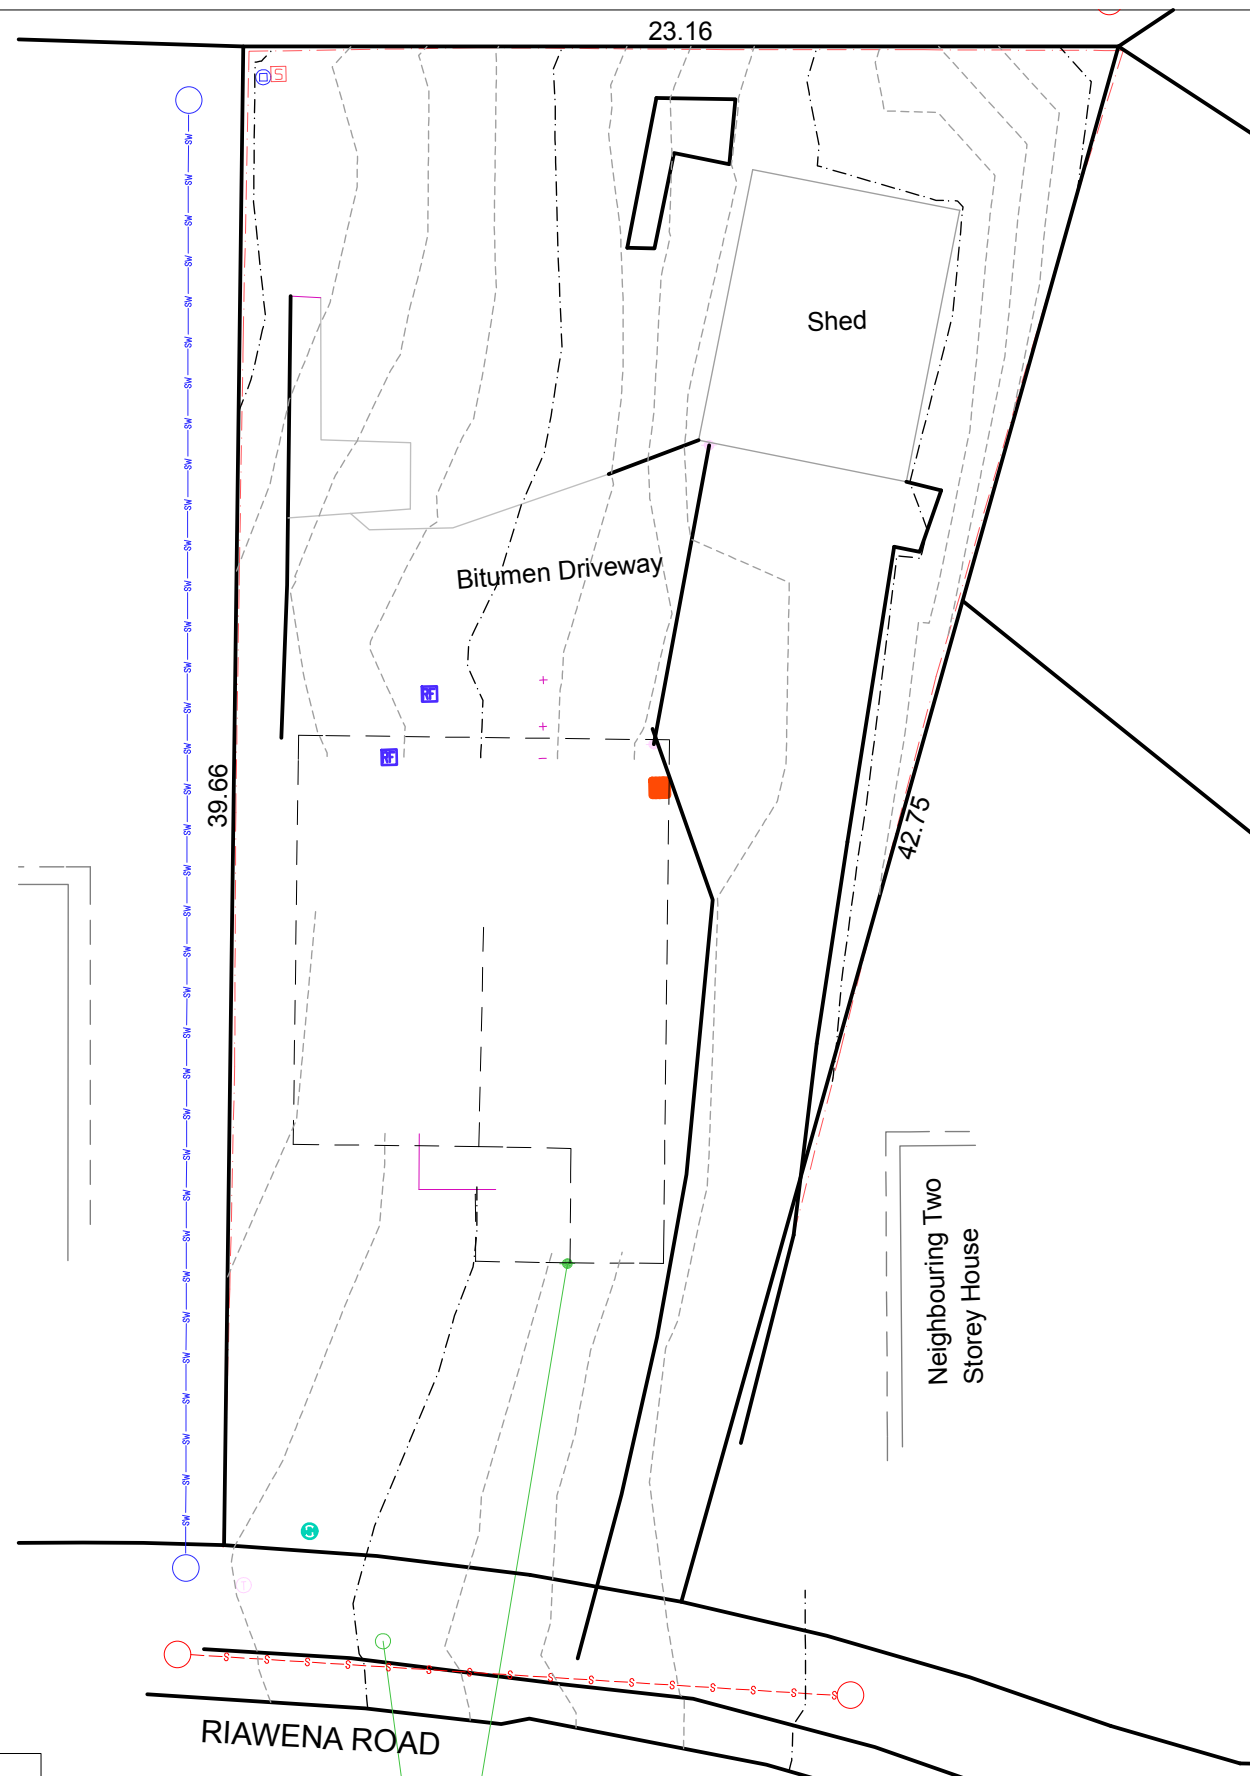 23.16
S
Shed
Bitumen Driveway
39.66
42.75
Neighbouring Two
Storey House
RIAWENA ROAD